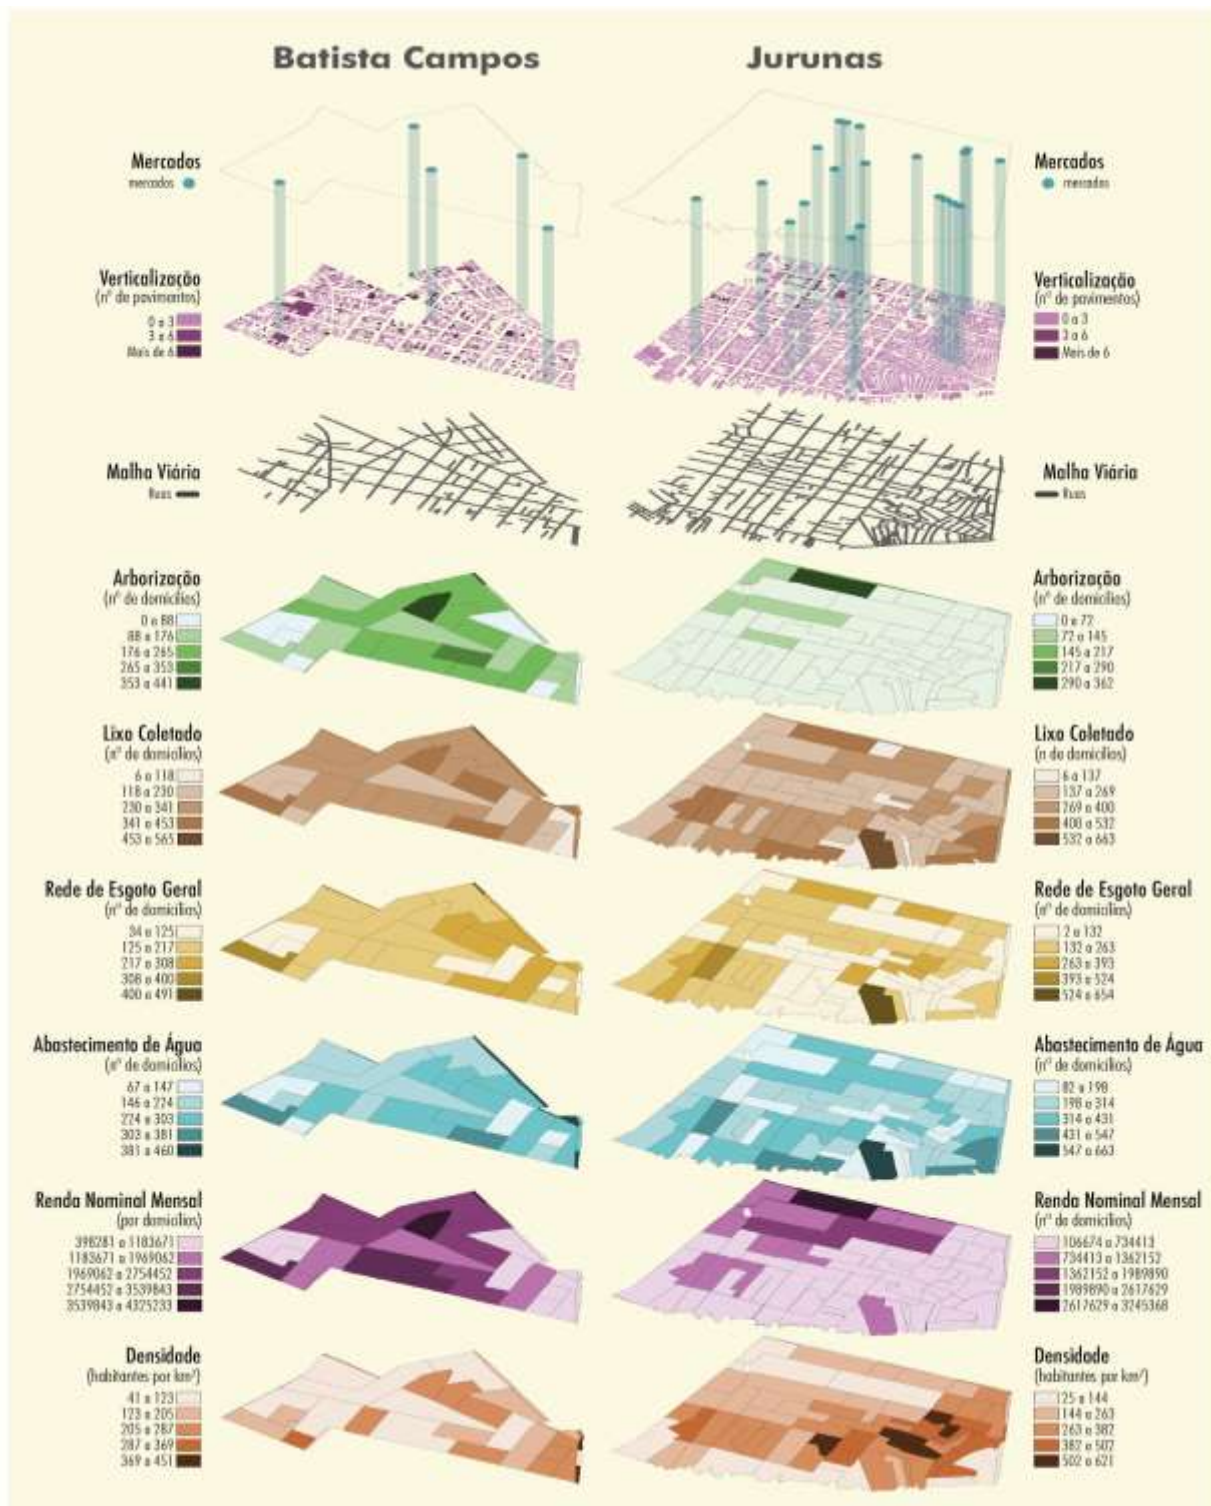 Batista Campos
Jurunas
Mercados
mercados
Verticalização
(nº de pavimentos)
0 a 3
3 a 6
Mais de 6
Malha Viária
Ruas
Arborização
(nº de domicílios)
0 a 88
88 a 176
176 a 265
265 a 353
353 a 441
Lixo Coletado
(nº de domicílios)
6 a 118
118 a 230
230 a 341
341 a 453
453 a 565
Rede de Esgoto Geral
(nº de domicílios)
34 a 125
125 a 217
217 a 308
308 a 400
400 a 491
Abastecimento de Água
(nº de domicílios)
67 a 147
146 a 224
224 a 303
303 a 381
381 a 460
Renda Nominal Mensal
(por domicílios)
398281 a 1183671
1183671 a 1969062
1969062 a 2754452
2754452 a 3539843
3539843 a 4325233
Densidade
(habitantes por km²)
41 a 123
123 a 205
205 a 287
287 a 369
369 a 451
Mercados
mercados
Verticalização
(nº de pavimentos)
0 a 3
3 a 6
Mais de 6
Malha Viária
Ruas
Arborização
(nº de domicílios)
0 a 72
72 a 145
145 a 217
217 a 290
290 a 362
Lixo Coletado
(n de domicílios)
6 a 137
137 a 269
269 a 400
400 a 532
532 a 663
Rede de Esgoto Geral
(nº de domicílios)
2 a 132
132 a 263
263 a 393
393 a 524
524 a 654
Abastecimento de Água
(nº de domicílios)
82 a 198
198 a 314
314 a 431
431 a 547
547 a 663
Renda Nominal Mensal
(nº de domicílios)
106674 a 734413
734413 a 1362152
1362152 a 1989890
1989890 a 2617629
2617629 a 3245368
Densidade
(habitantes por km²)
25 a 144
144 a 263
263 a 382
382 a 502
502 a 621